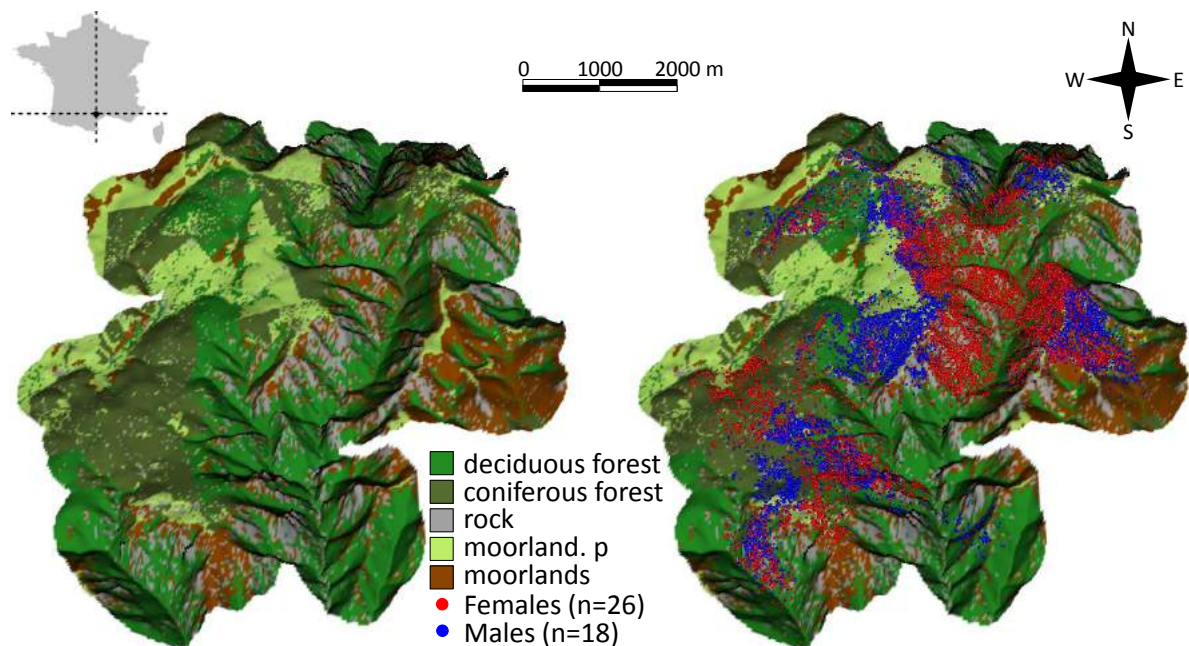 0 1000 2000 m
N
W E
S
deciduous forest
coniferous forest
rock
moorland. p
moorlands
Females (n=26)
Males (n=18)